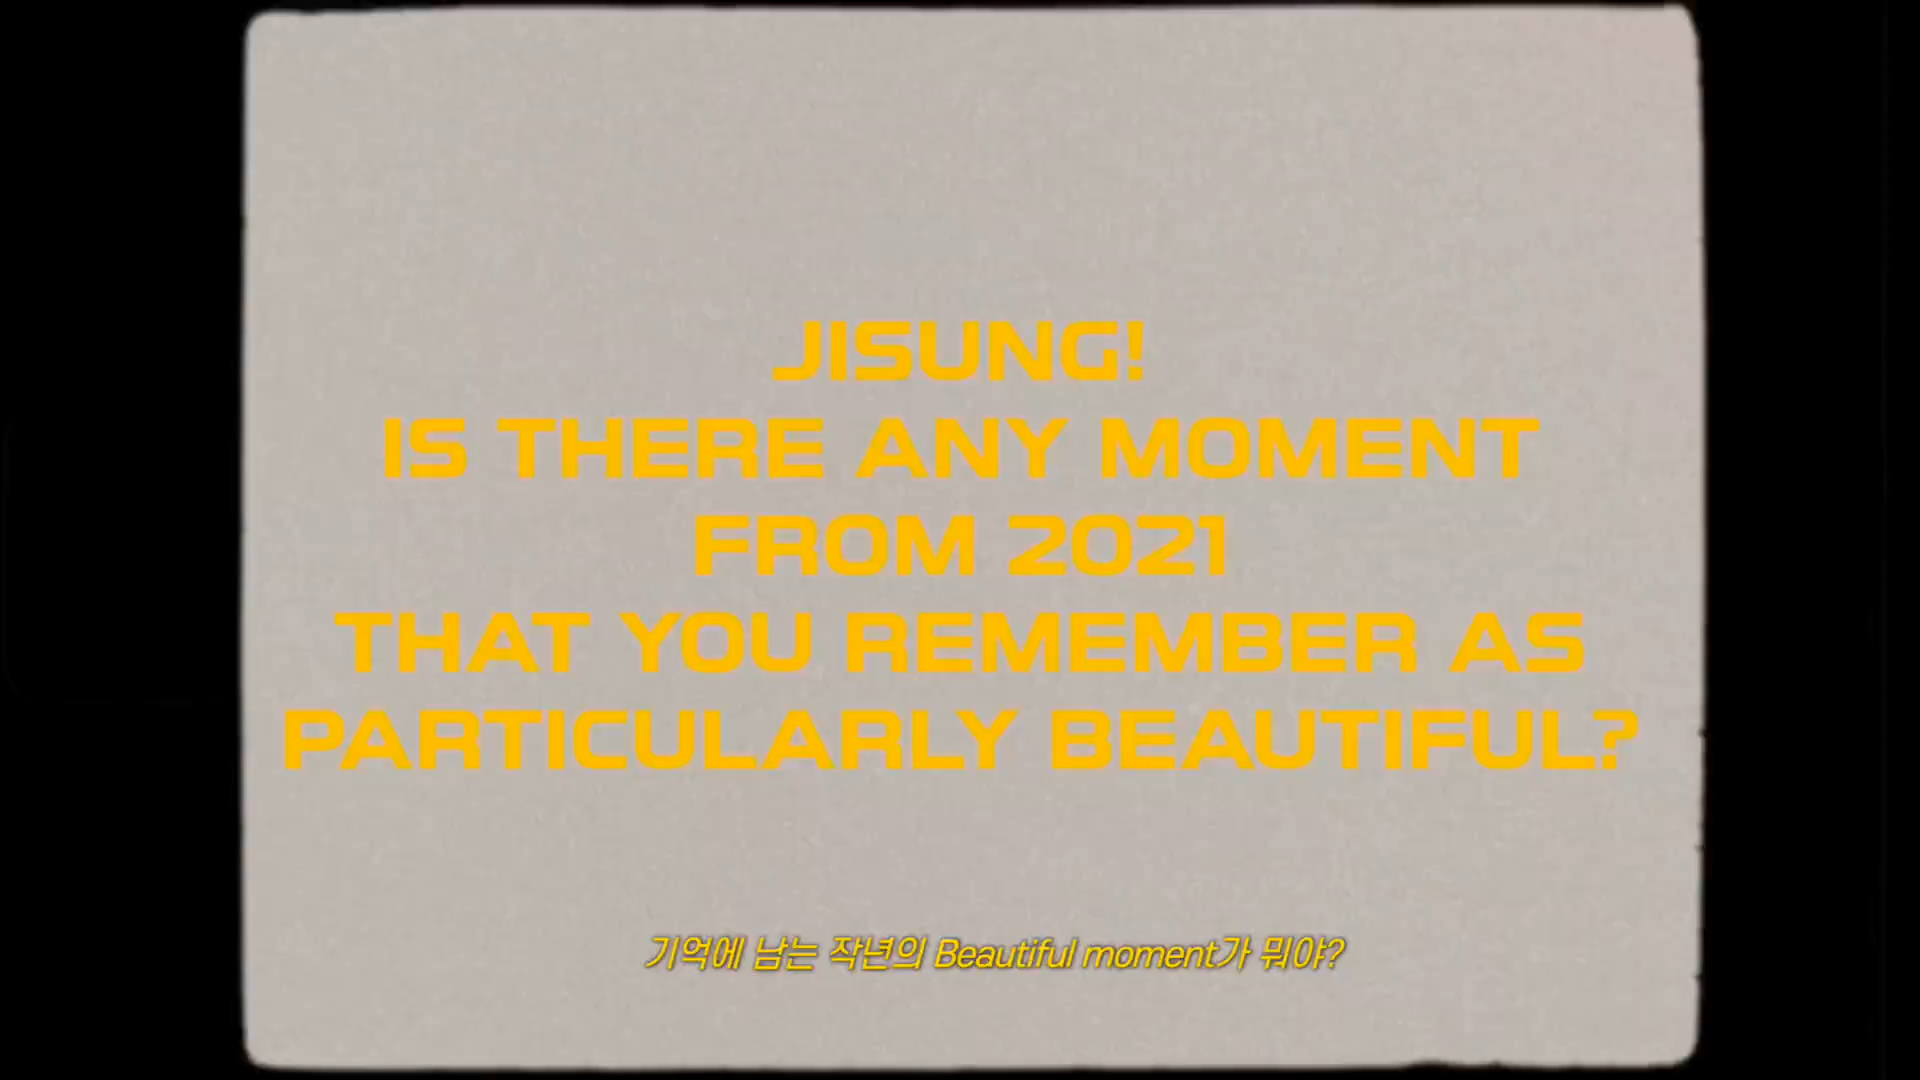 JISUNG!
IS THERE ANY MOMENT
FROM 2021
THAT YOU REMEMBER AS
PARTICULARLY BEAUTIFUL?
기억에 남는 작년의 Beautiful moment가 뭐야?